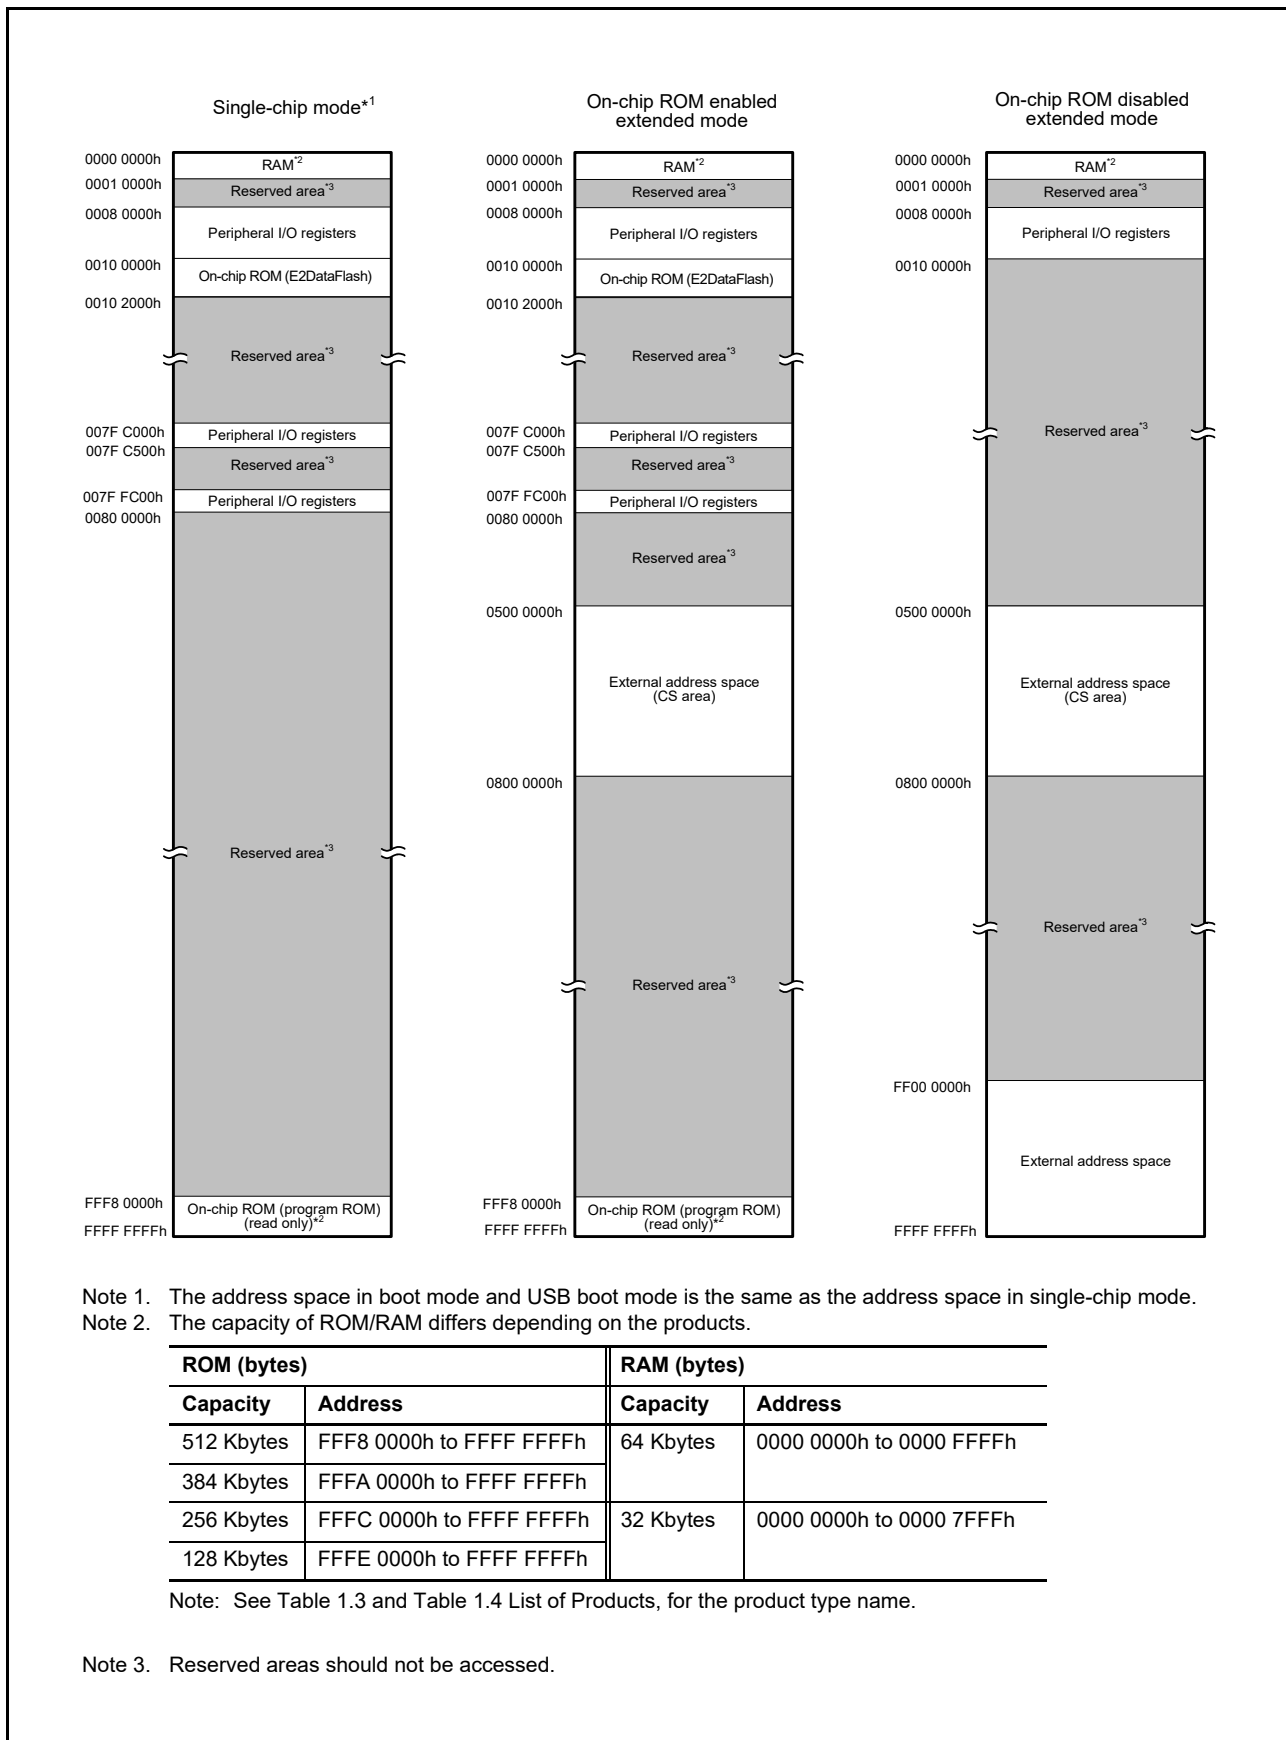 Single-chip mode*1
0000 0000h
RAM*2
0001 0000h
Reserved area*3
0008 0000h
Peripheral I/O registers
0010 0000h
On-chip ROM (E2DataFlash)
0010 2000h
Reserved area*3
007F C000h
Peripheral I/O registers
007F C500h
Reserved area*3
007F FC00h
Peripheral I/O registers
0080 0000h
Reserved area*3
FFF8 0000h
On-chip ROM (program ROM)
(read only)*2
FFFF FFFFh
On-chip ROM enabled
extended mode
0000 0000h
RAM*2
0001 0000h
Reserved area*3
0008 0000h
Peripheral I/O registers
0010 0000h
On-chip ROM (E2DataFlash)
0010 2000h
Reserved area*3
007F C000h
Peripheral I/O registers
007F C500h
Reserved area*3
007F FC00h
Peripheral I/O registers
0080 0000h
Reserved area*3
0500 0000h
External address space
(CS area)
0800 0000h
Reserved area*3
FFF8 0000h
On-chip ROM (program ROM)
(read only)*2
FFFF FFFFh
On-chip ROM disabled
extended mode
0000 0000h
RAM*2
0001 0000h
Reserved area*3
0008 0000h
Peripheral I/O registers
0010 0000h
Reserved area*3
0500 0000h
External address space
(CS area)
0800 0000h
Reserved area*3
FF00 0000h
External address space
FFFF FFFFh
Note 1. The address space in boot mode and USB boot mode is the same as the address space in single-chip mode.
Note 2. The capacity of ROM/RAM differs depending on the products.
ROM (bytes) RAM (bytes)
Capacity Address Capacity Address
512 Kbytes FFF8 0000h to FFFF FFFFh 64 Kbytes 0000 0000h to 0000 FFFFh
384 Kbytes FFFA 0000h to FFFF FFFFh
256 Kbytes FFFC 0000h to FFFF FFFFh 32 Kbytes 0000 0000h to 0000 7FFFh
128 Kbytes FFFE 0000h to FFFF FFFFh
Note: See Table 1.3 and Table 1.4 List of Products, for the product type name.
Note 3. Reserved areas should not be accessed.